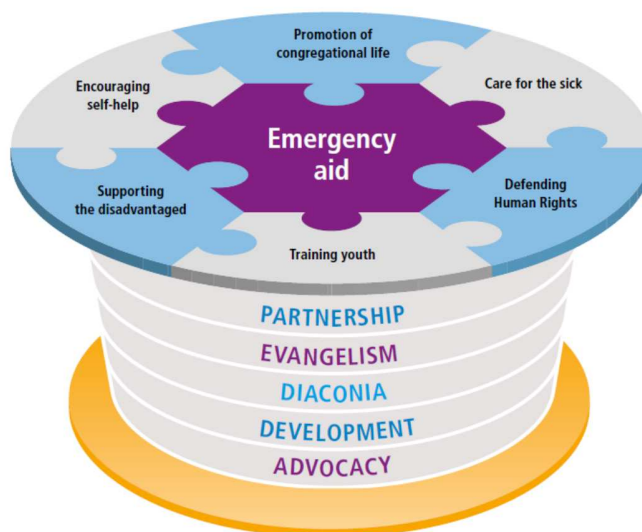 Promotion of
congregational life
Encouraging
self-help
Care for the sick
Emergency
aid
Supporting
the disadvantaged
Defending
Human Rights
Training youth
PARTNERSHIP
EVANGELISM
DIACONIA
DEVELOPMENT
ADVOCACY